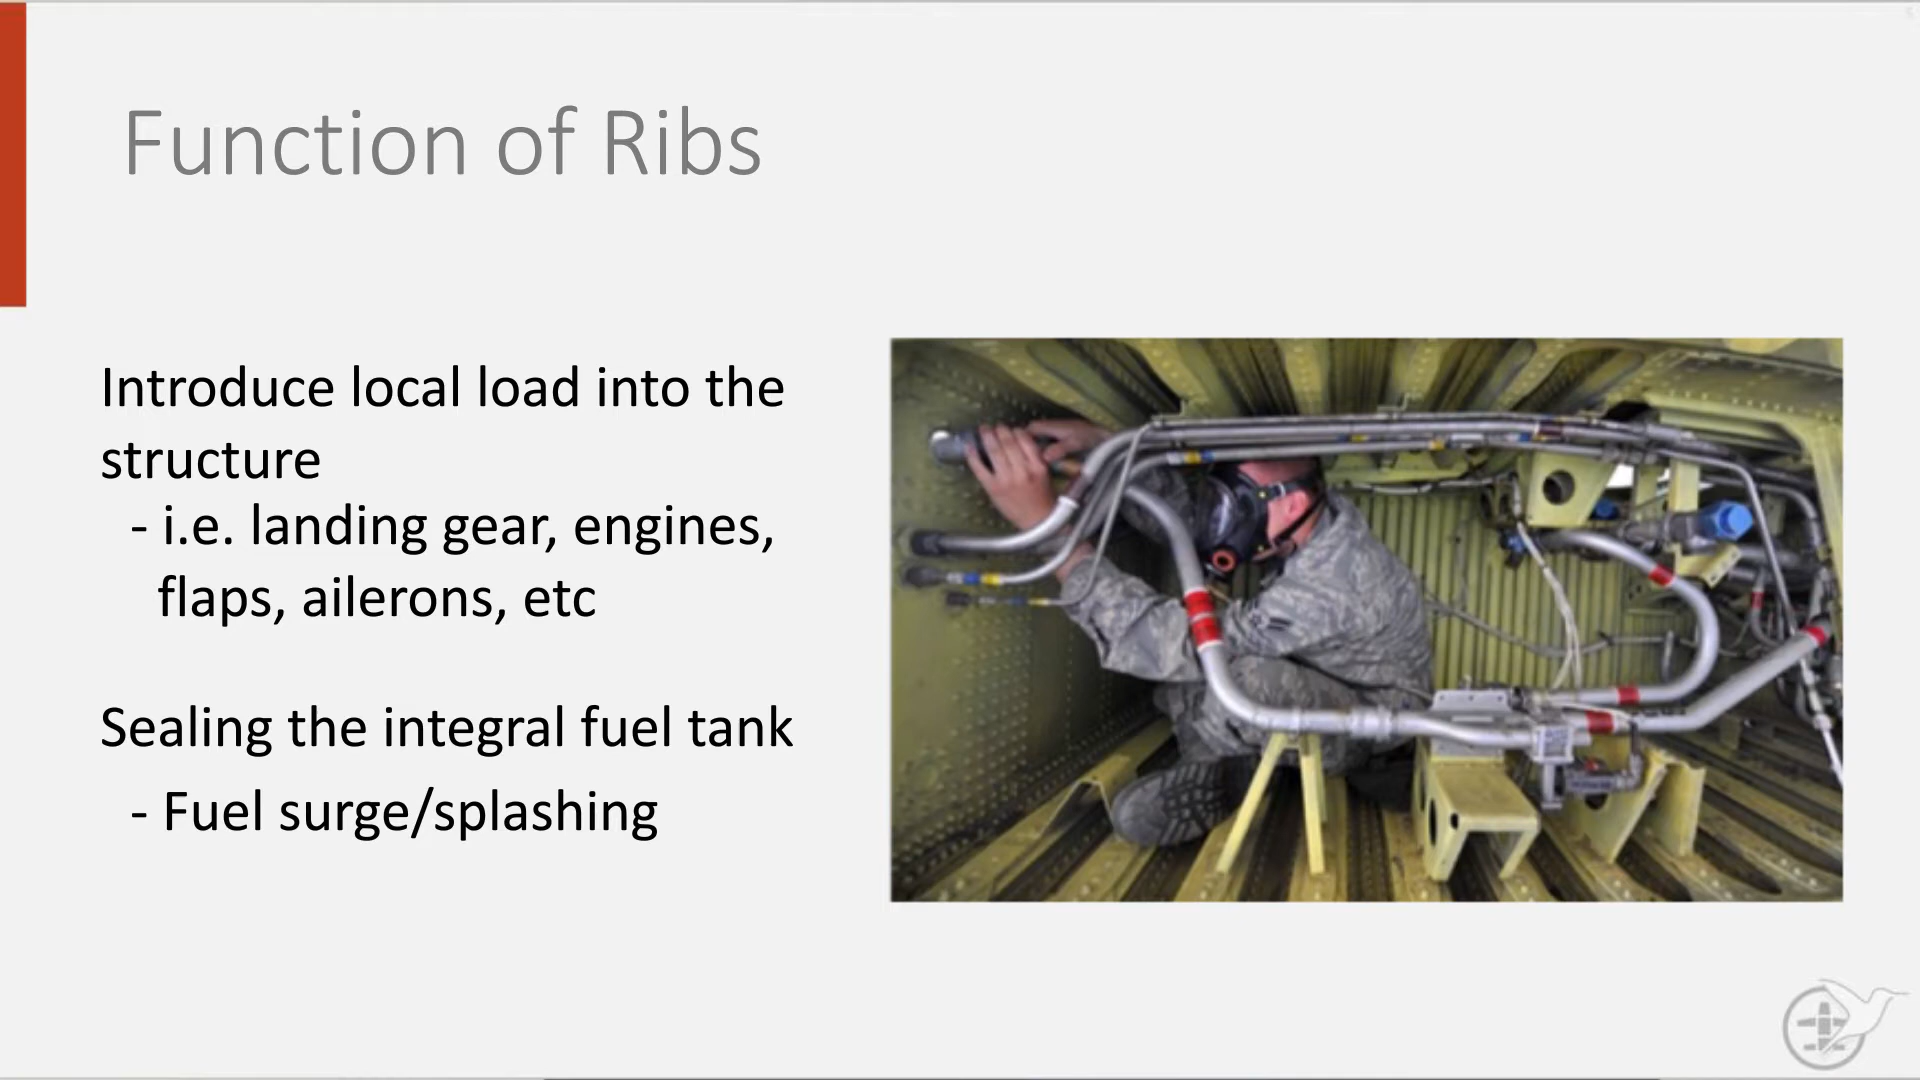 Function of Ribs
Introduce local load into the
structure
- i.e. landing gear, engines,
flaps, ailerons, etc
Sealing the integral fuel tank
- Fuel surge/splashing